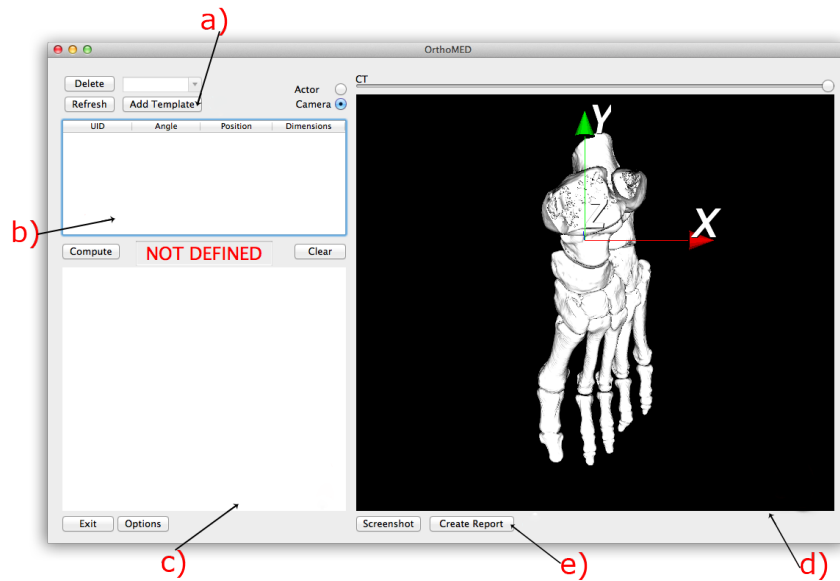 a)
OrthoMED
Delete
CT
Actor
Refresh Add Template
Camera
UID Angle Position Dimensions
Y
Z
X
b)
Compute NOT DEFINED Clear
Exit Options Screenshot Create Report
c)
e)
d)